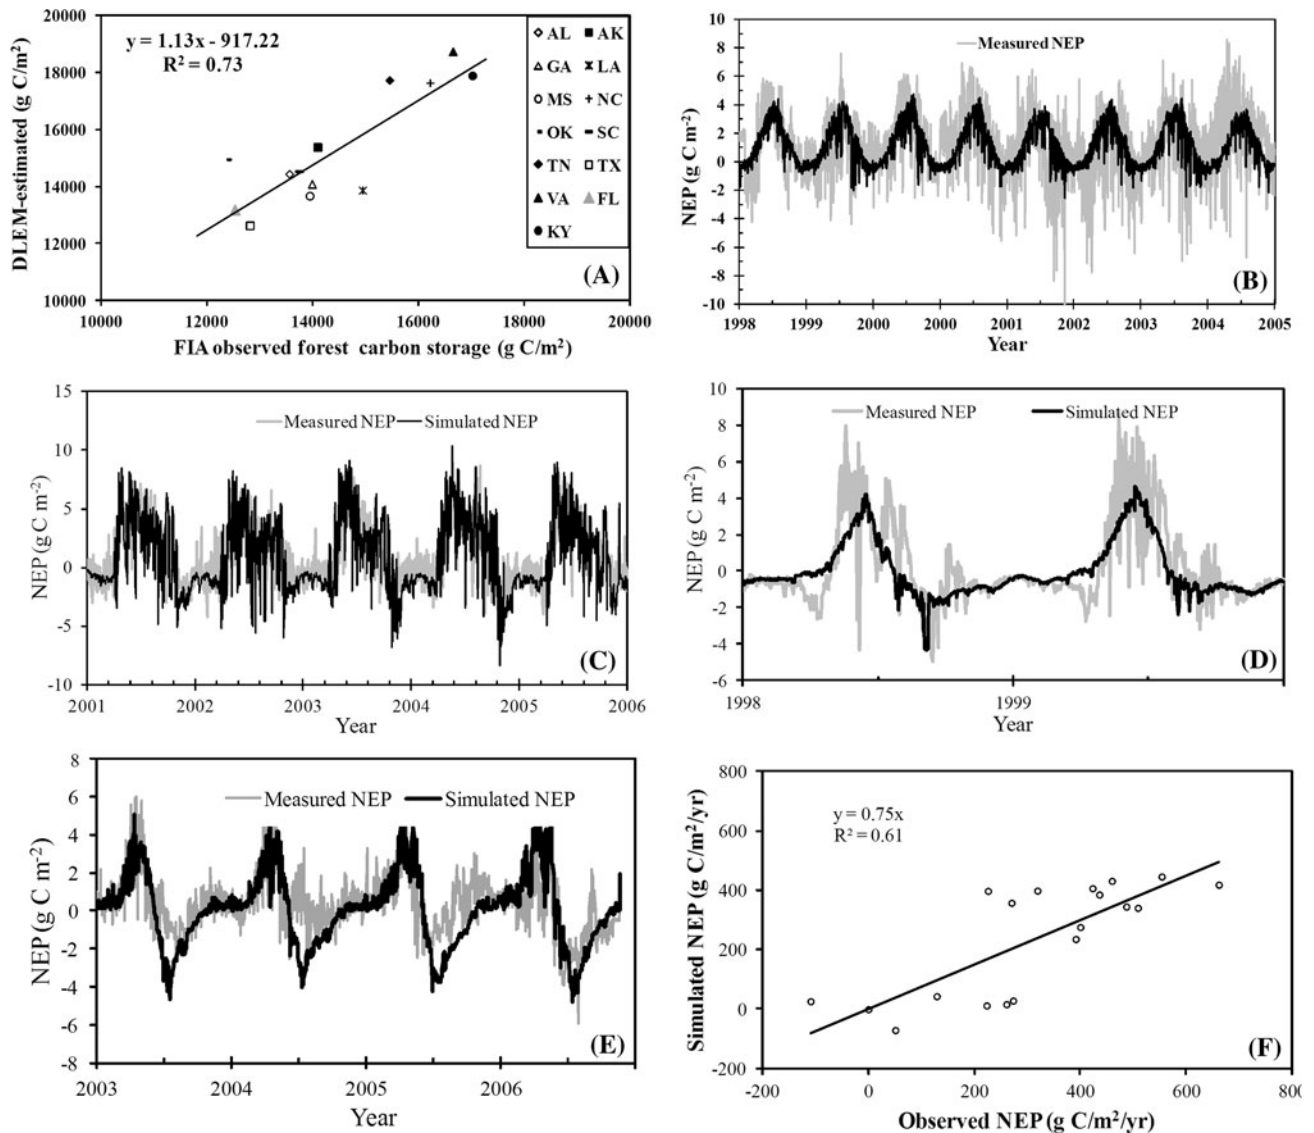 20000
18000
16000
14000
12000
10000
DLEM-estimated (g C/m²)
y = 1.13x - 917.22
R² = 0.73
AL AK
GA LA
MS NC
OK SC
TN TX
VA FL
KY
(A)
10000 12000 14000 16000 18000 20000
FIA observed forest carbon storage (g C/m²)
10
8
6
4
2
0
-2
-4
-6
-8
-10
NEP (g C m⁻²)
Measured NEP
(B)
1998 1999 2000 2000 2001 2002 2003 2004 2005
Year
15
10
5
0
-5
-10
NEP (g C m⁻²)
Measured NEP Simulated NEP
(C)
2001 2002 2003 2004 2005 2006
Year
10
8
6
4
2
0
-2
-4
-6
NEP (g C m⁻²)
Measured NEP Simulated NEP
(D)
1998 1999
Year
8
6
4
2
0
-2
-4
-6
-8
NEP (g C m⁻²)
Measured NEP Simulated NEP
(E)
2003 2004 2005 2006
Year
800
600
400
200
0
-200
Simulated NEP (g C/m²/yr)
y = 0.75x
R² = 0.61
(F)
-200 0 200 400 600 800
Observed NEP (g C/m²/yr)